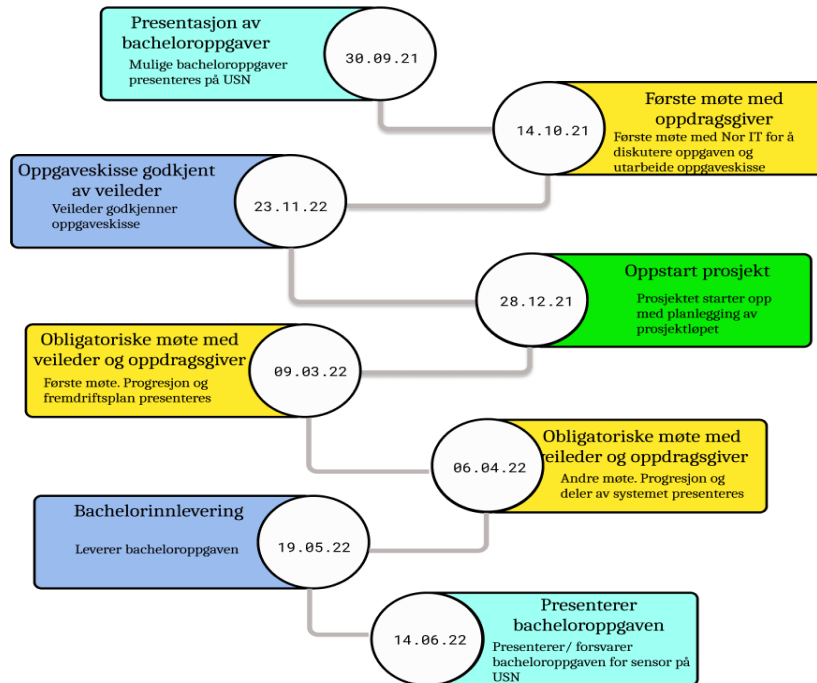 Presentasjon av
bacheloroppgaver
Mulige bacheloroppgaver
presenteres på USN
30.09.21
Første møte med
oppdragsgiver
Første møte med Nor IT for å
diskutere oppgaven og
utarbeide oppgaveskisse
14.10.21
Oppgaveskisse godkjent
av veileder
Veileder godkjenner
oppgaveskisse
23.11.22
Oppstart prosjekt
Prosjektet starter opp
med planlegging av
prosjektløpet
28.12.21
Obligatoriske møte med
veileder og oppdragsgiver
Første møte. Progresjon og
fremdriftsplan presenteres
09.03.22
Obligatoriske møte med
veileder og oppdragsgiver
Andre møte. Progresjon og
deler av systemet presenteres
06.04.22
Bachelorinnlevering
Leverer bacheloroppgaven
19.05.22
Presenterer
bacheloroppgaven
Presenterer/ forsvarer
bacheloroppgaven for sensor på
USN
14.06.22